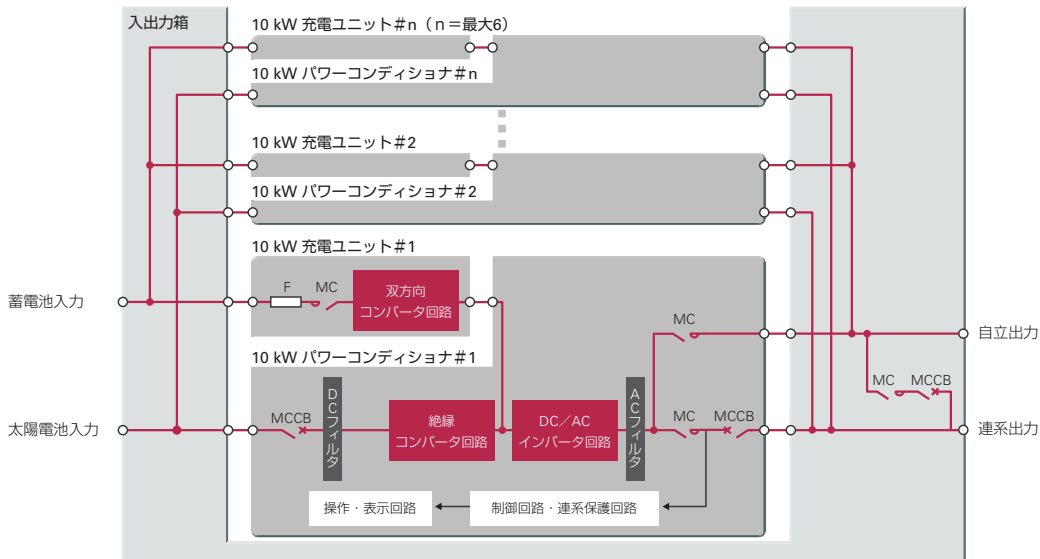 入出力箱
10 kW 充電ユニット#n(n=最大6)
10 kW パワーコンディショナ#n
10 kW 充電ユニット#2
10 kW パワーコンディショナ#2
10 kW 充電ユニット#1
蓄電池入力
F
MC
双方向
コンバータ回路
MC
自立出力
10 kW パワーコンディショナ#1
MC
MCCB
太陽電池入力
MCCB
DCフィルタ
絶縁
コンバータ回路
DC/AC
インバータ回路
ACフィルタ
MC
MCCB
連系出力
操作・表示回路
制御回路・連系保護回路